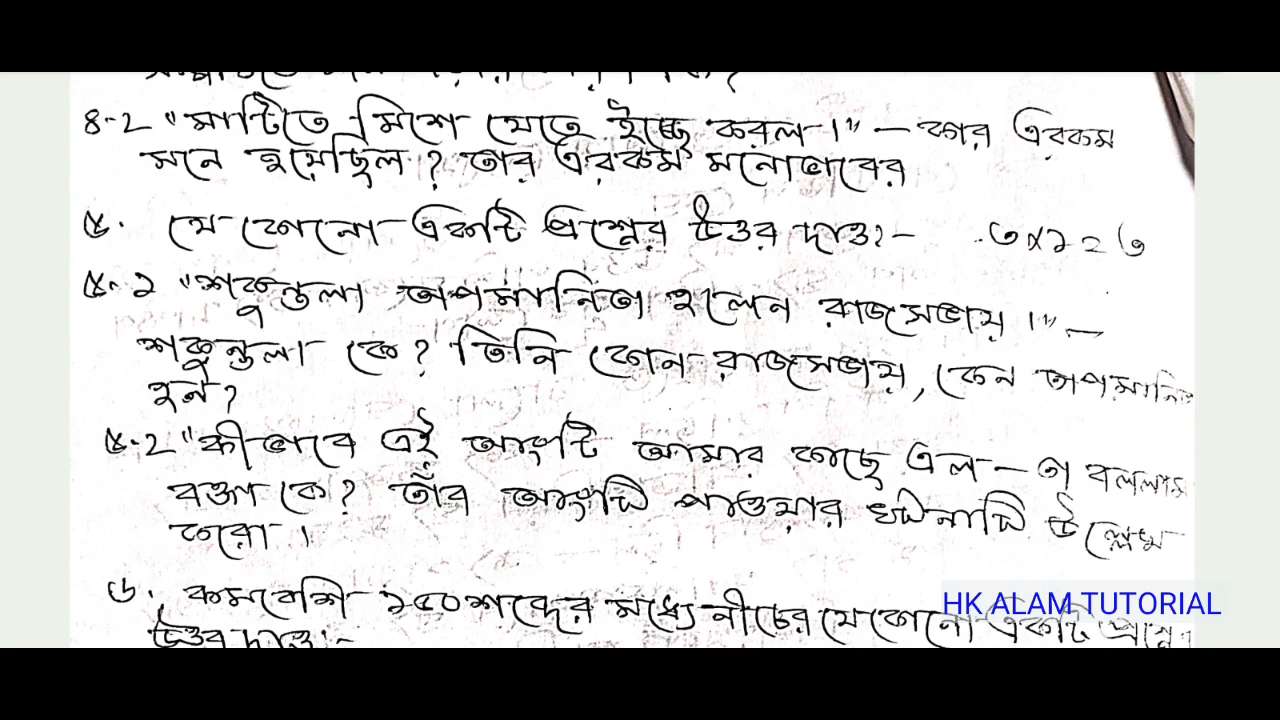 ৪.২ "মাটিতে মিশে যেতে ইচ্ছে করল।" – কার এরকম
মনে হয়েছিল? তার এরকম মনোভাবের
৫. যে কোনো একটি প্রশ্নের উত্তর দাও:- ৩x১=৩
৫.১ "শকুন্তলা অপমানিতা হলেন রাজসভায়।" –
শকুন্তলা কে? তিনি কোন রাজসভায়, কেন অপমানিত
হন?
৫.২ "কীভাবে এই আংটি আমার কাছে এল – তা বললাম
বক্তা কে? তাঁর আংটি পাওয়ার ঘটনাটি উল্লেখ
করো।
৬. কমবেশি ১৫০ শব্দের মধ্যে নীচের যেকোনো একটি প্রশ্নের
উত্তর দাও:-
HK ALAM TUTORIAL